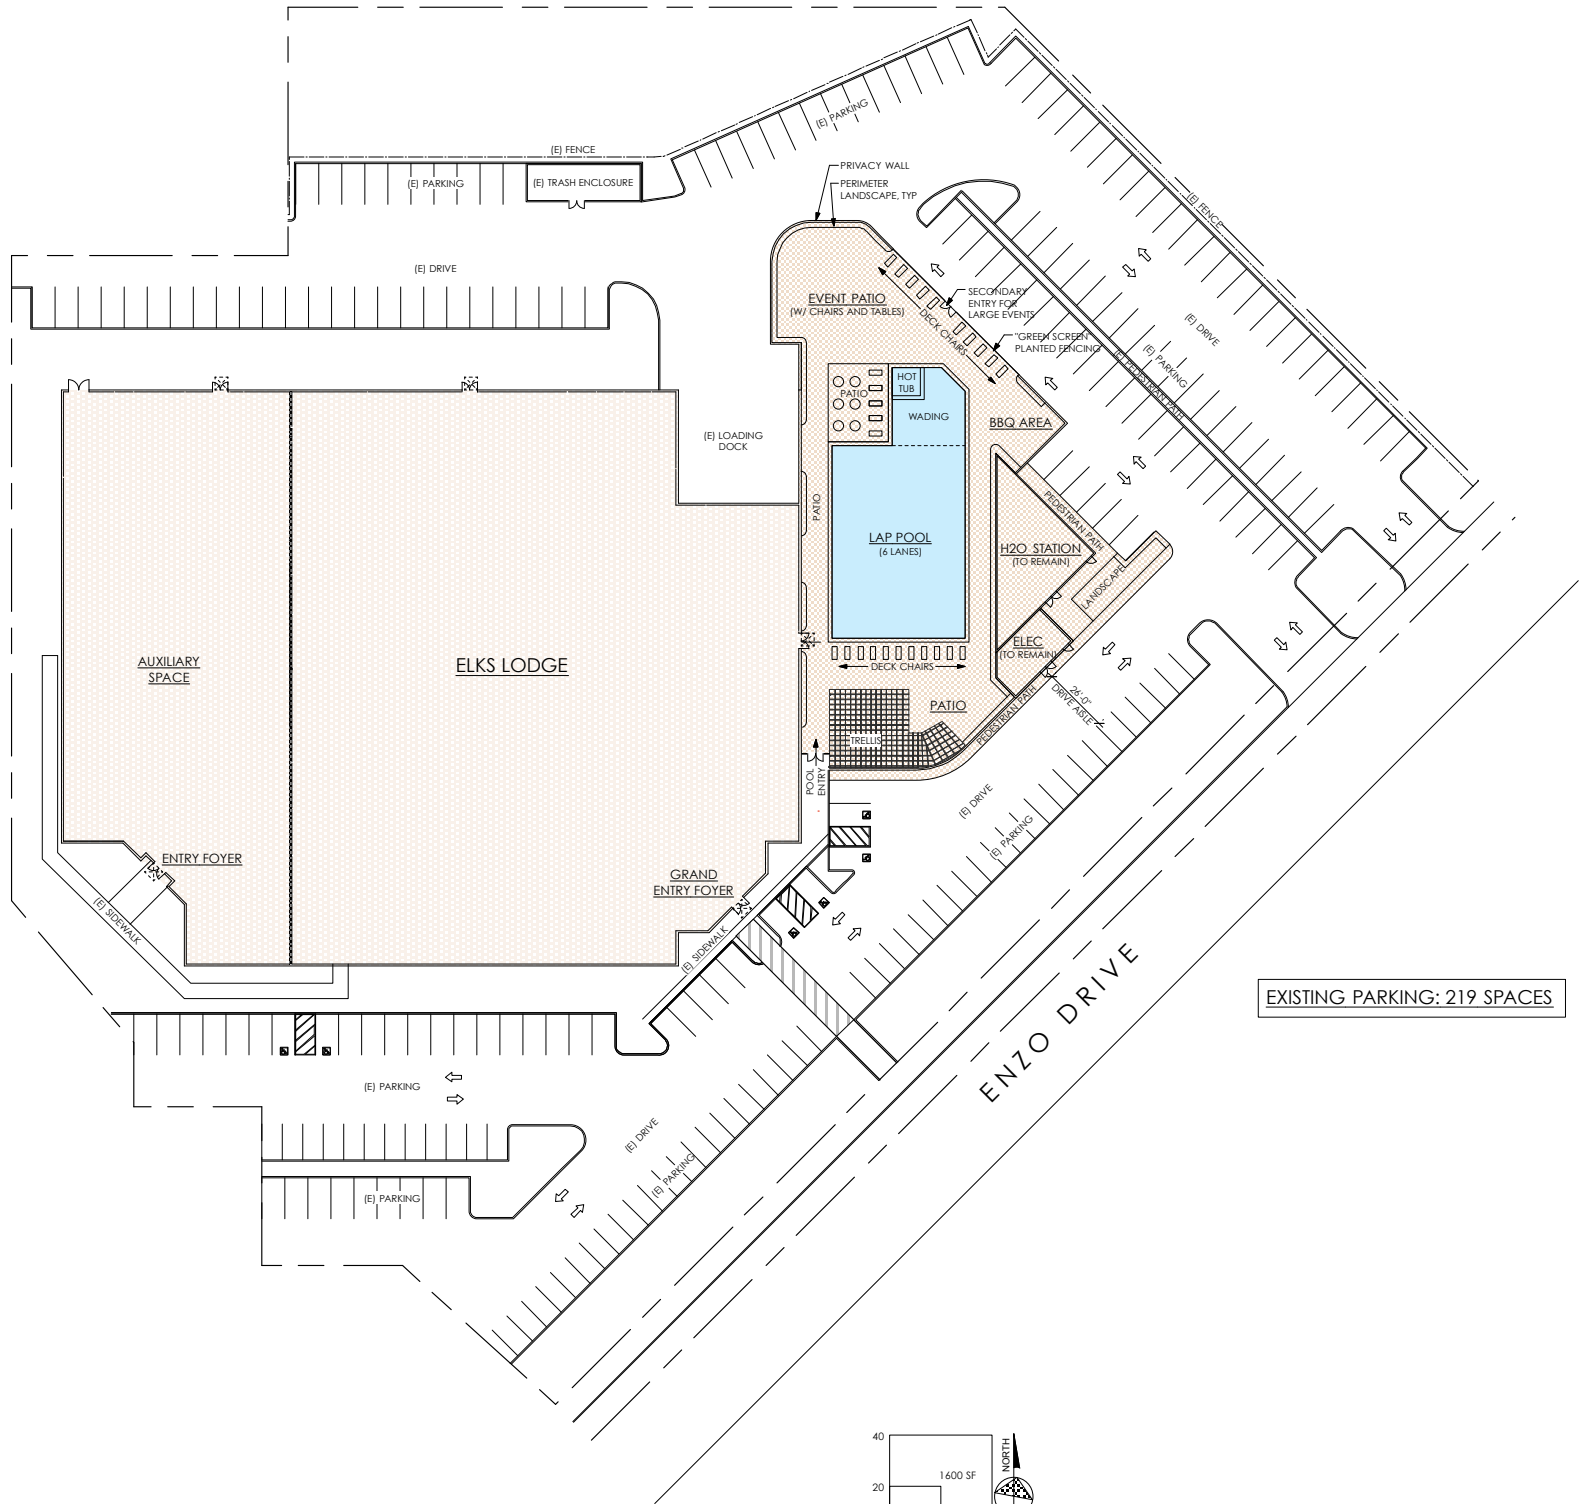 (E) PARKING
(E) FENCE
(E) PARKING
(E) TRASH ENCLOSURE
PRIVACY WALL
PERIMETER
LANDSCAPE, TYP
(E) FENCE
(E) DRIVE
EVENT PATIO
(W/ CHAIRS AND TABLES)
SECONDARY
ENTRY FOR
LARGE EVENTS
DECK CHAIRS
"GREEN SCREEN"
PLANTED FENCING
(E) DRIVE
(E) PARKING
(E) PEDESTRIAN PATH
HOT
TUB
PATIO
WADING
BBQ AREA
(E) LOADING
DOCK
PATIO
LAP POOL
(6 LANES)
PEDESTRIAN PATH
H2O STATION
(TO REMAIN)
LANDSCAPE
ELEC
(TO REMAIN)
AUXILIARY
SPACE
ELKS LODGE
DECK CHAIRS
26'-0"
DRIVE AISLE
PATIO
PEDESTRIAN PATH
TRELLIS
POOL
ENTRY
(E) DRIVE
(E) PARKING
ENTRY FOYER
GRAND
ENTRY FOYER
(E) SIDEWALK
(E) SIDEWALK
ENZO DRIVE
EXISTING PARKING: 219 SPACES
(E) PARKING
(E) DRIVE
(E) PARKING
(E) PARKING
40
1600 SF
20
NORTH